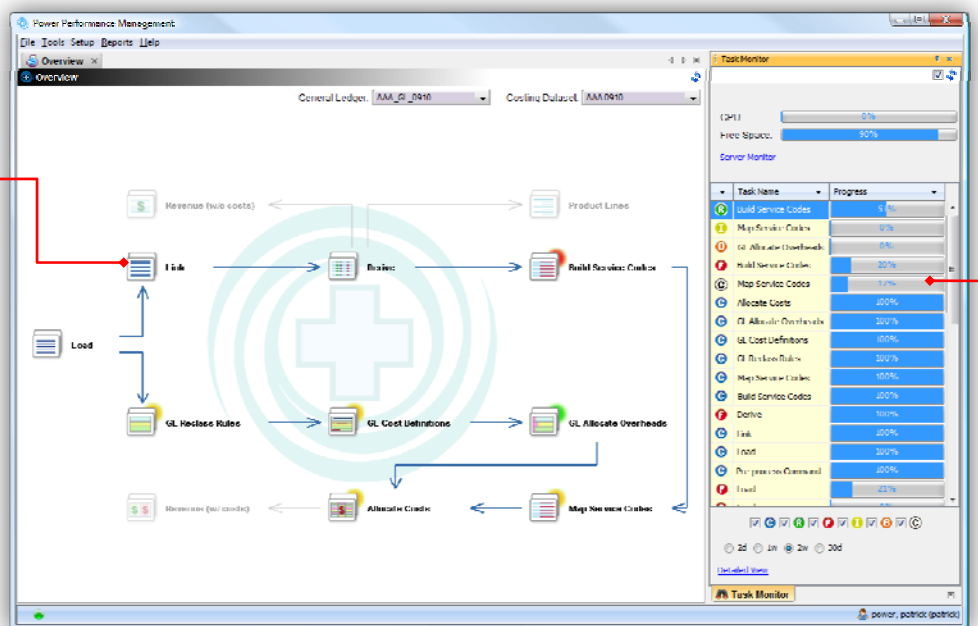 Power Performance Management
File Tools Setup Reports Help
Overview
Overview
General Ledger: AAA_GL_0910
Costing Dataset: AAA0910
Revenue (w/o costs)
Product Lines
Link
Derive
Build Service Codes
Load
GL Reclass Rules
GL Cost Definitions
GL Allocate Overheads
Revenue (w/ costs)
Allocate Costs
Map Service Codes
Task Monitor
CPU 0%
Free Space: 90%
Server Monitor
Task Name Progress
R Build Service Codes
I Map Service Codes 0%
GL Allocate Overheads 0%
F Build Service Codes 20%
C Map Service Codes 12%
C Allocate Costs 100%
C GL Allocate Overheads 100%
C GL Cost Definitions 100%
C GL Reclass Rules 100%
C Map Service Codes 100%
C Build Service Codes 100%
F Derive 100%
C Link 100%
C Load 100%
C Pre process Command 100%
F Load 21%
C R F I C
2d 1w 2w 30d
Detailed View
Task Monitor
power, patrick (patrick)